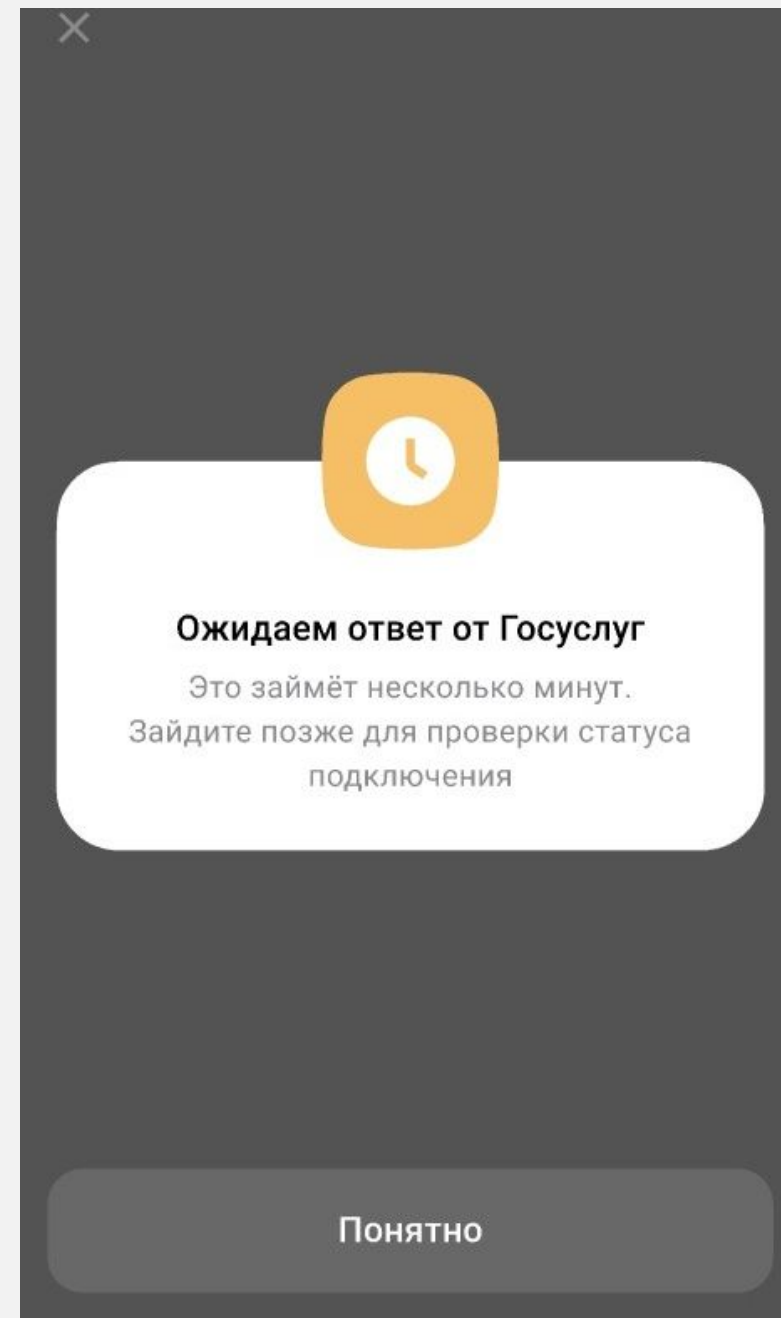 Ожидаем ответ от Госуслуг
Это займёт несколько минут.
Зайдите позже для проверки статуса
подключения
Понятно